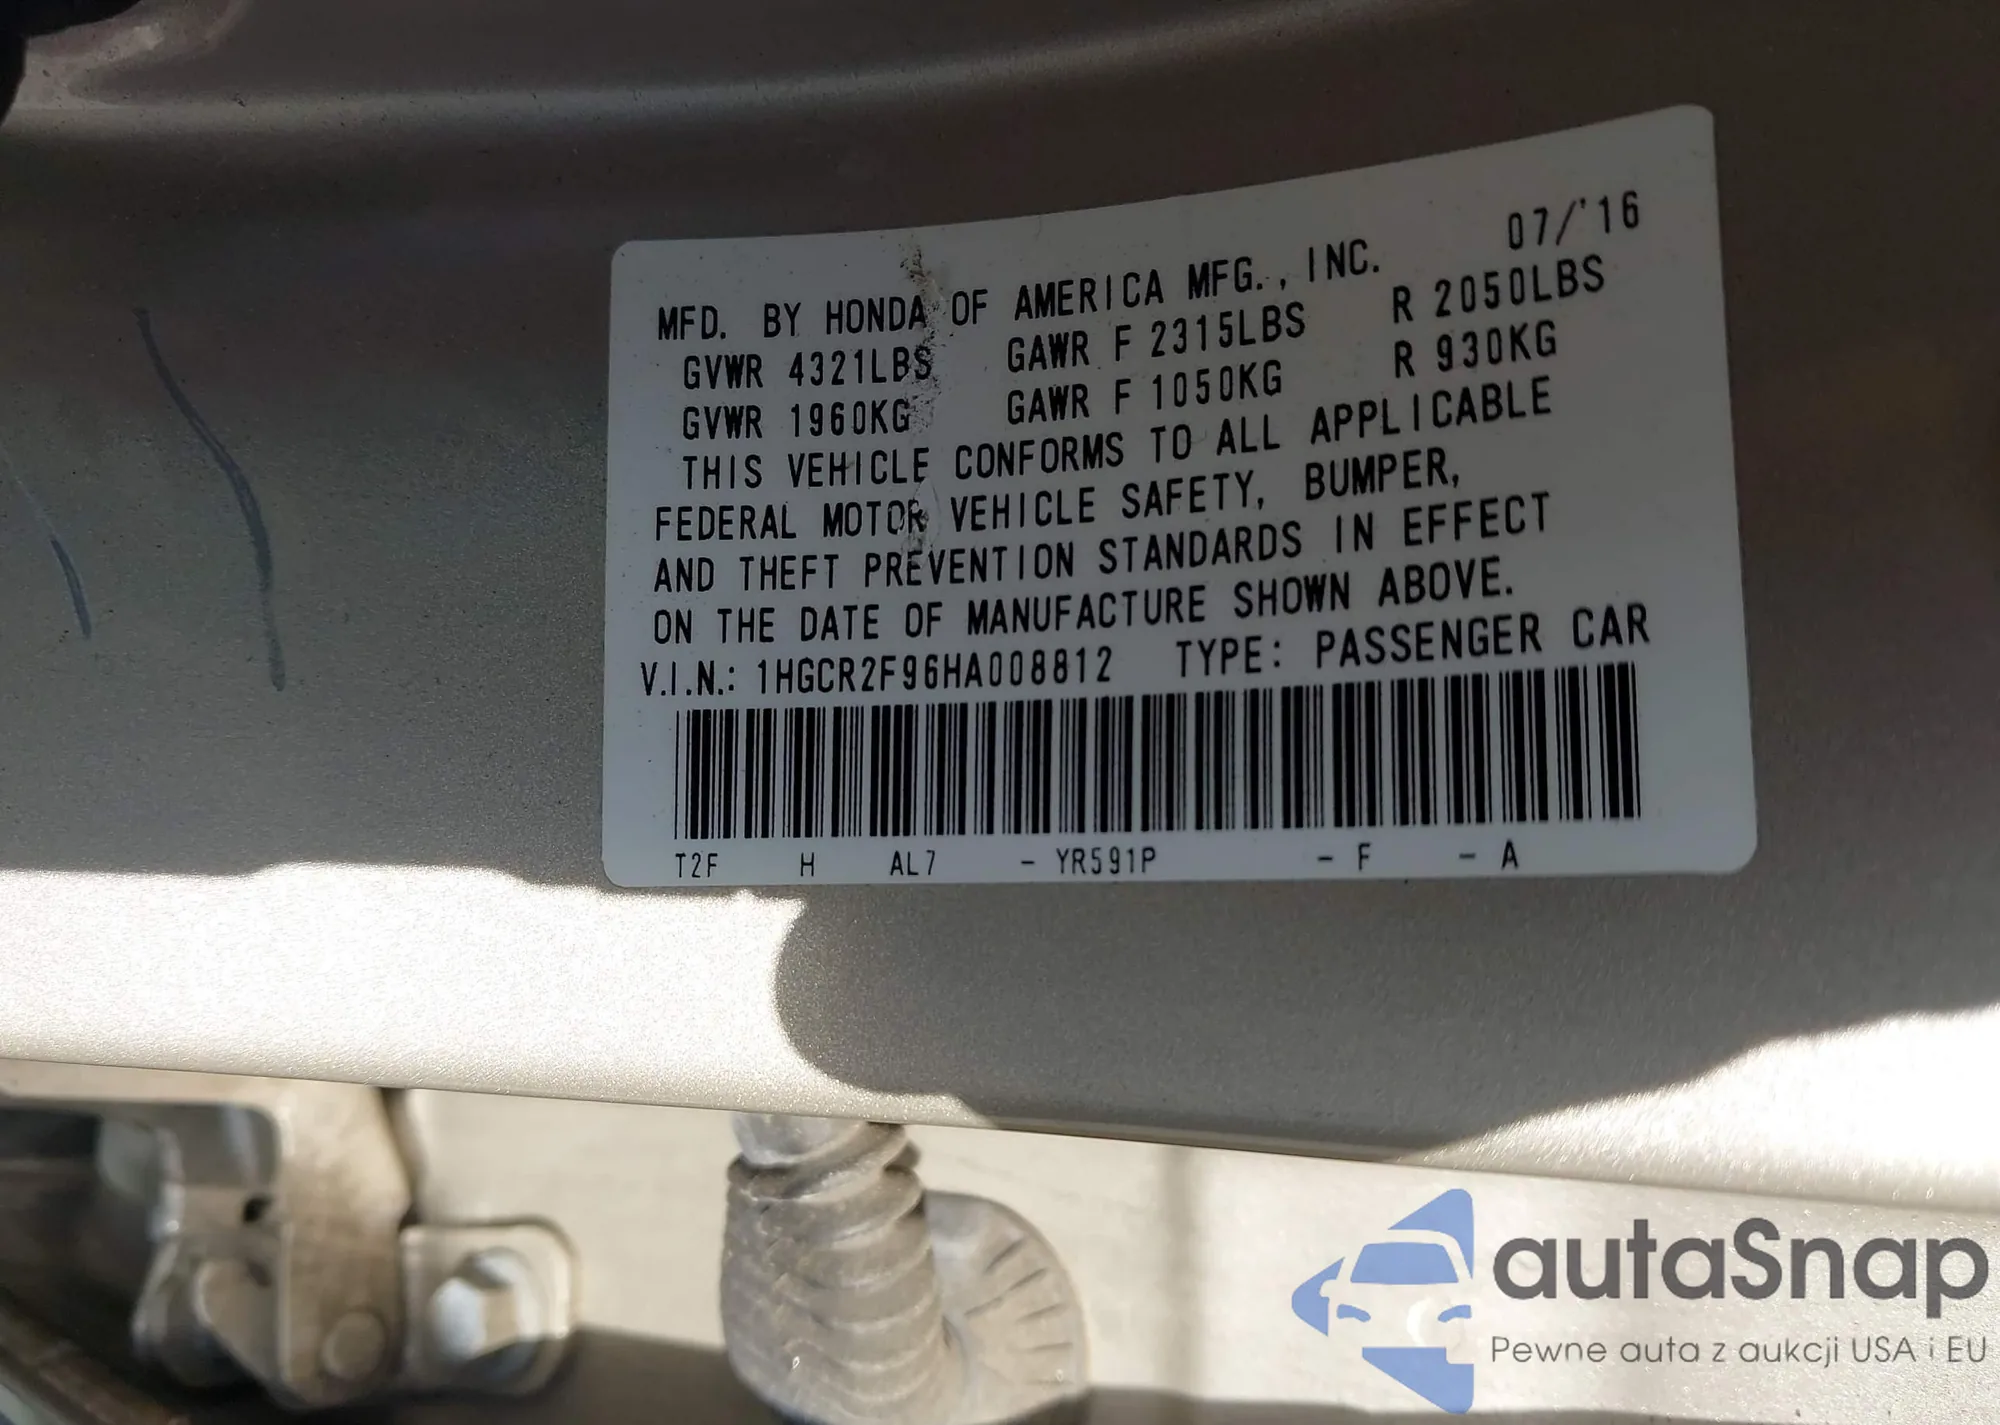 07/'16
MFD. BY HONDA OF AMERICA MFG., INC.
GVWR 4321LBS GAWR F 2315LBS R 2050LBS
GVWR 1960KG GAWR F 1050KG R 930KG
THIS VEHICLE CONFORMS TO ALL APPLICABLE
FEDERAL MOTOR VEHICLE SAFETY, BUMPER,
AND THEFT PREVENTION STANDARDS IN EFFECT
ON THE DATE OF MANUFACTURE SHOWN ABOVE.
V.I.N.: 1HGCR2F96HA008812 TYPE: PASSENGER CAR
T2F H AL7 - YR591P - F - A
autaSnap
Pewne auta z aukcji USA i EU